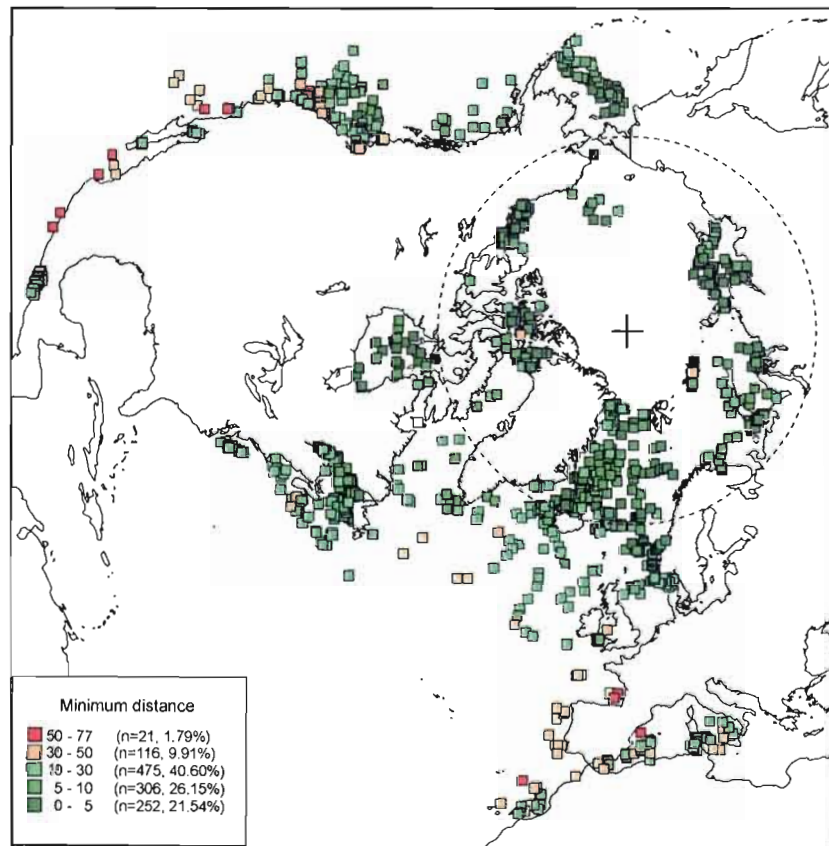 Minimum distance
50 - 77 (n=21, 1.79%)
30 - 50 (n=116, 9.91%)
10 - 30 (n=475, 40.60%)
5 - 10 (n=306, 26.15%)
0 - 5 (n=252, 21.54%)